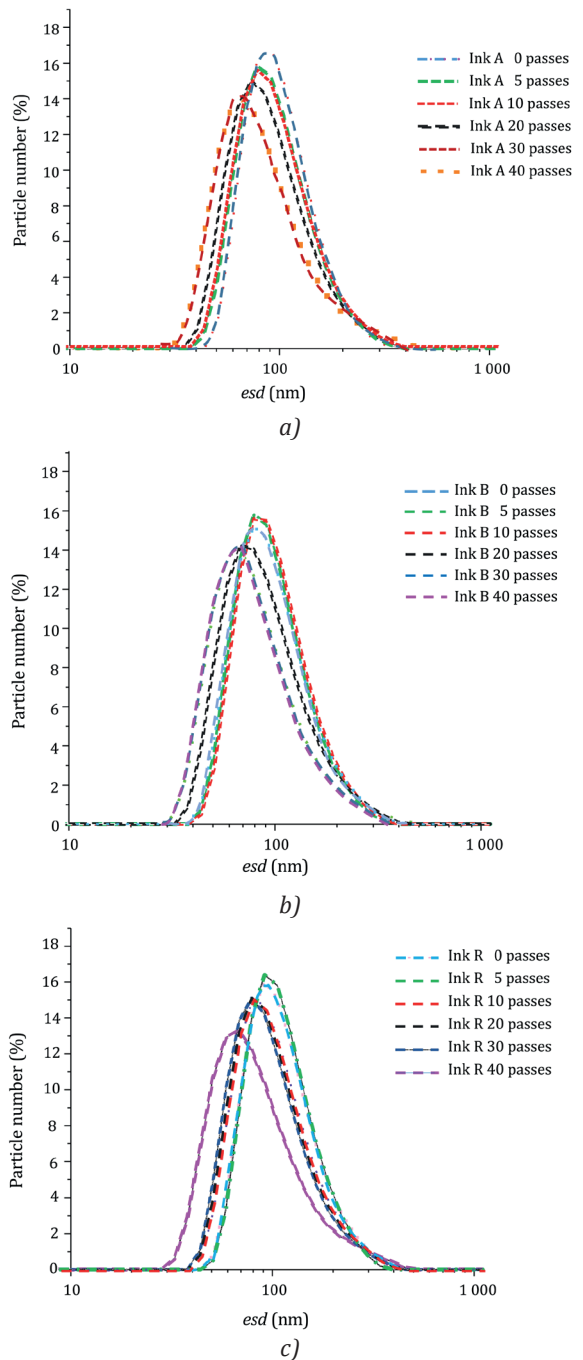 18
16
14
12
10
8
6
4
2
0
Particle number (%)
10
100
1 000
esd (nm)
Ink A 0 passes
Ink A 5 passes
Ink A 10 passes
Ink A 20 passes
Ink A 30 passes
Ink A 40 passes
a)
18
16
14
12
10
8
6
4
2
0
Particle number (%)
10
100
1 000
esd (nm)
Ink B 0 passes
Ink B 5 passes
Ink B 10 passes
Ink B 20 passes
Ink B 30 passes
Ink B 40 passes
b)
18
16
14
12
10
8
6
4
2
0
Particle number (%)
10
100
1 000
esd (nm)
Ink R 0 passes
Ink R 5 passes
Ink R 10 passes
Ink R 20 passes
Ink R 30 passes
Ink R 40 passes
c)